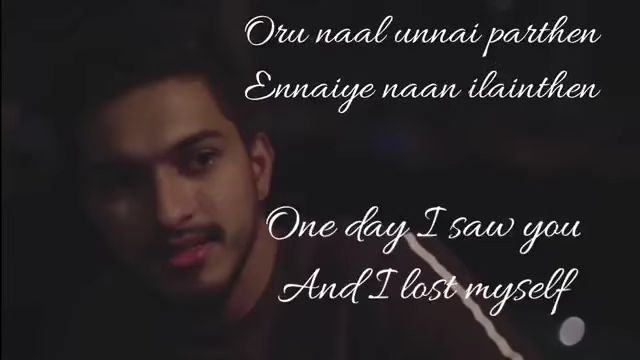 Oru naal unnai parthen
Ennaiye naan ilainthen
One day I saw you
And I lost myself